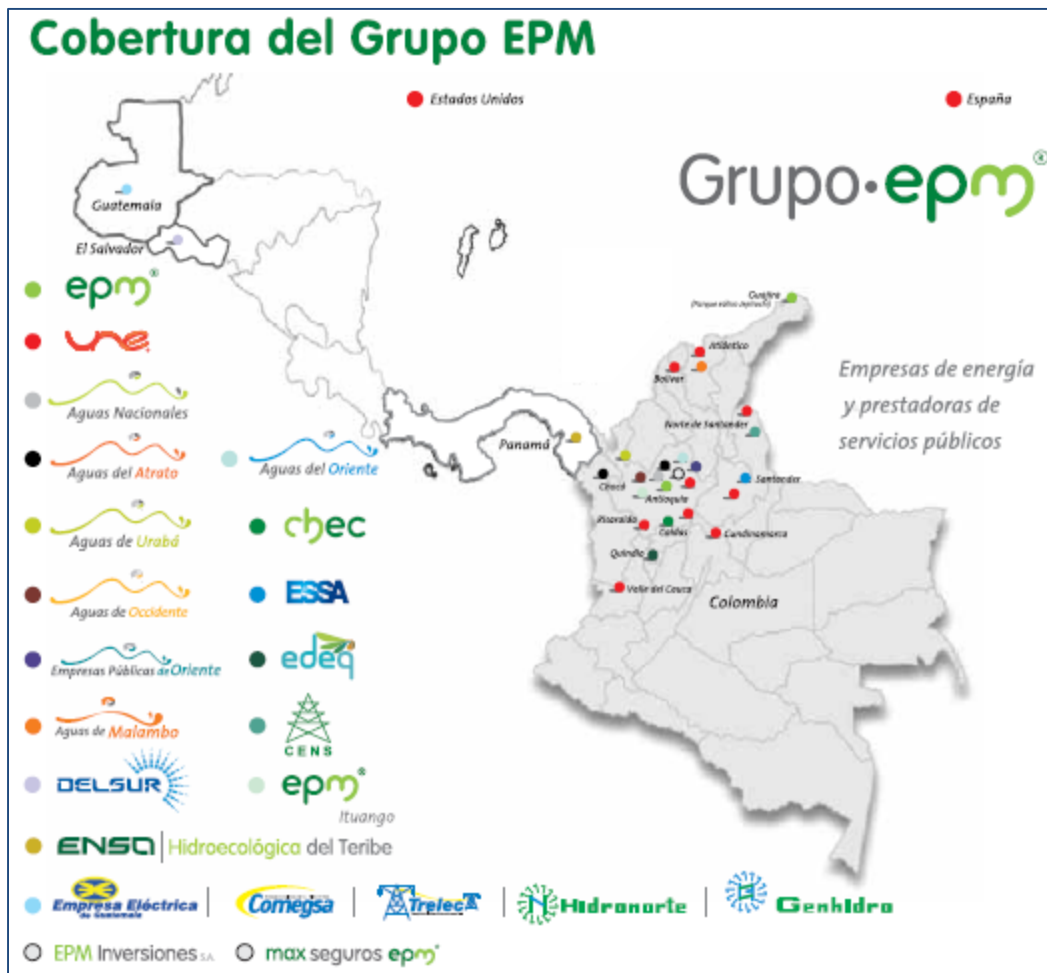 Cobertura del Grupo EPM
Estados Unidos
España
Grupo·epm®
Guatemala
El Salvador
epm®
une
Aguas Nacionales
Aguas del Atrato
Aguas del Oriente
Aguas de Urabá
chec
Aguas de Occidente
ESSA
Empresas Públicas de Oriente
edeq
Aguas de Malambo
CENS
DELSUR
epm®
Ituango
ENSA | Hidroecológica del Teribe
Empresa Eléctrica
de Guatemala
Comegsa
Trelec
Hidronorte
Genhidro
EPM Inversiones S.A.
max seguros epm®
Guajira
Atlántico
Bolívar
Norte de Santander
Panamá
Chocó
Antioquia
Santander
Risaralda
Caldas
Cundinamarca
Quindío
Valle del Cauca
Colombia
Empresas de energía
y prestadoras de
servicios públicos